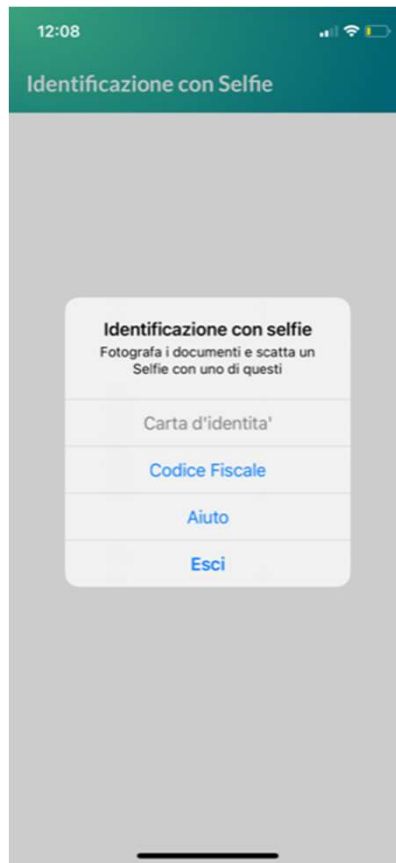 12:08
Identificazione con Selfie
Identificazione con selfie
Fotografa i documenti e scatta un
Selfie con uno di questi
Carta d'identita'
Codice Fiscale
Aiuto
Esci